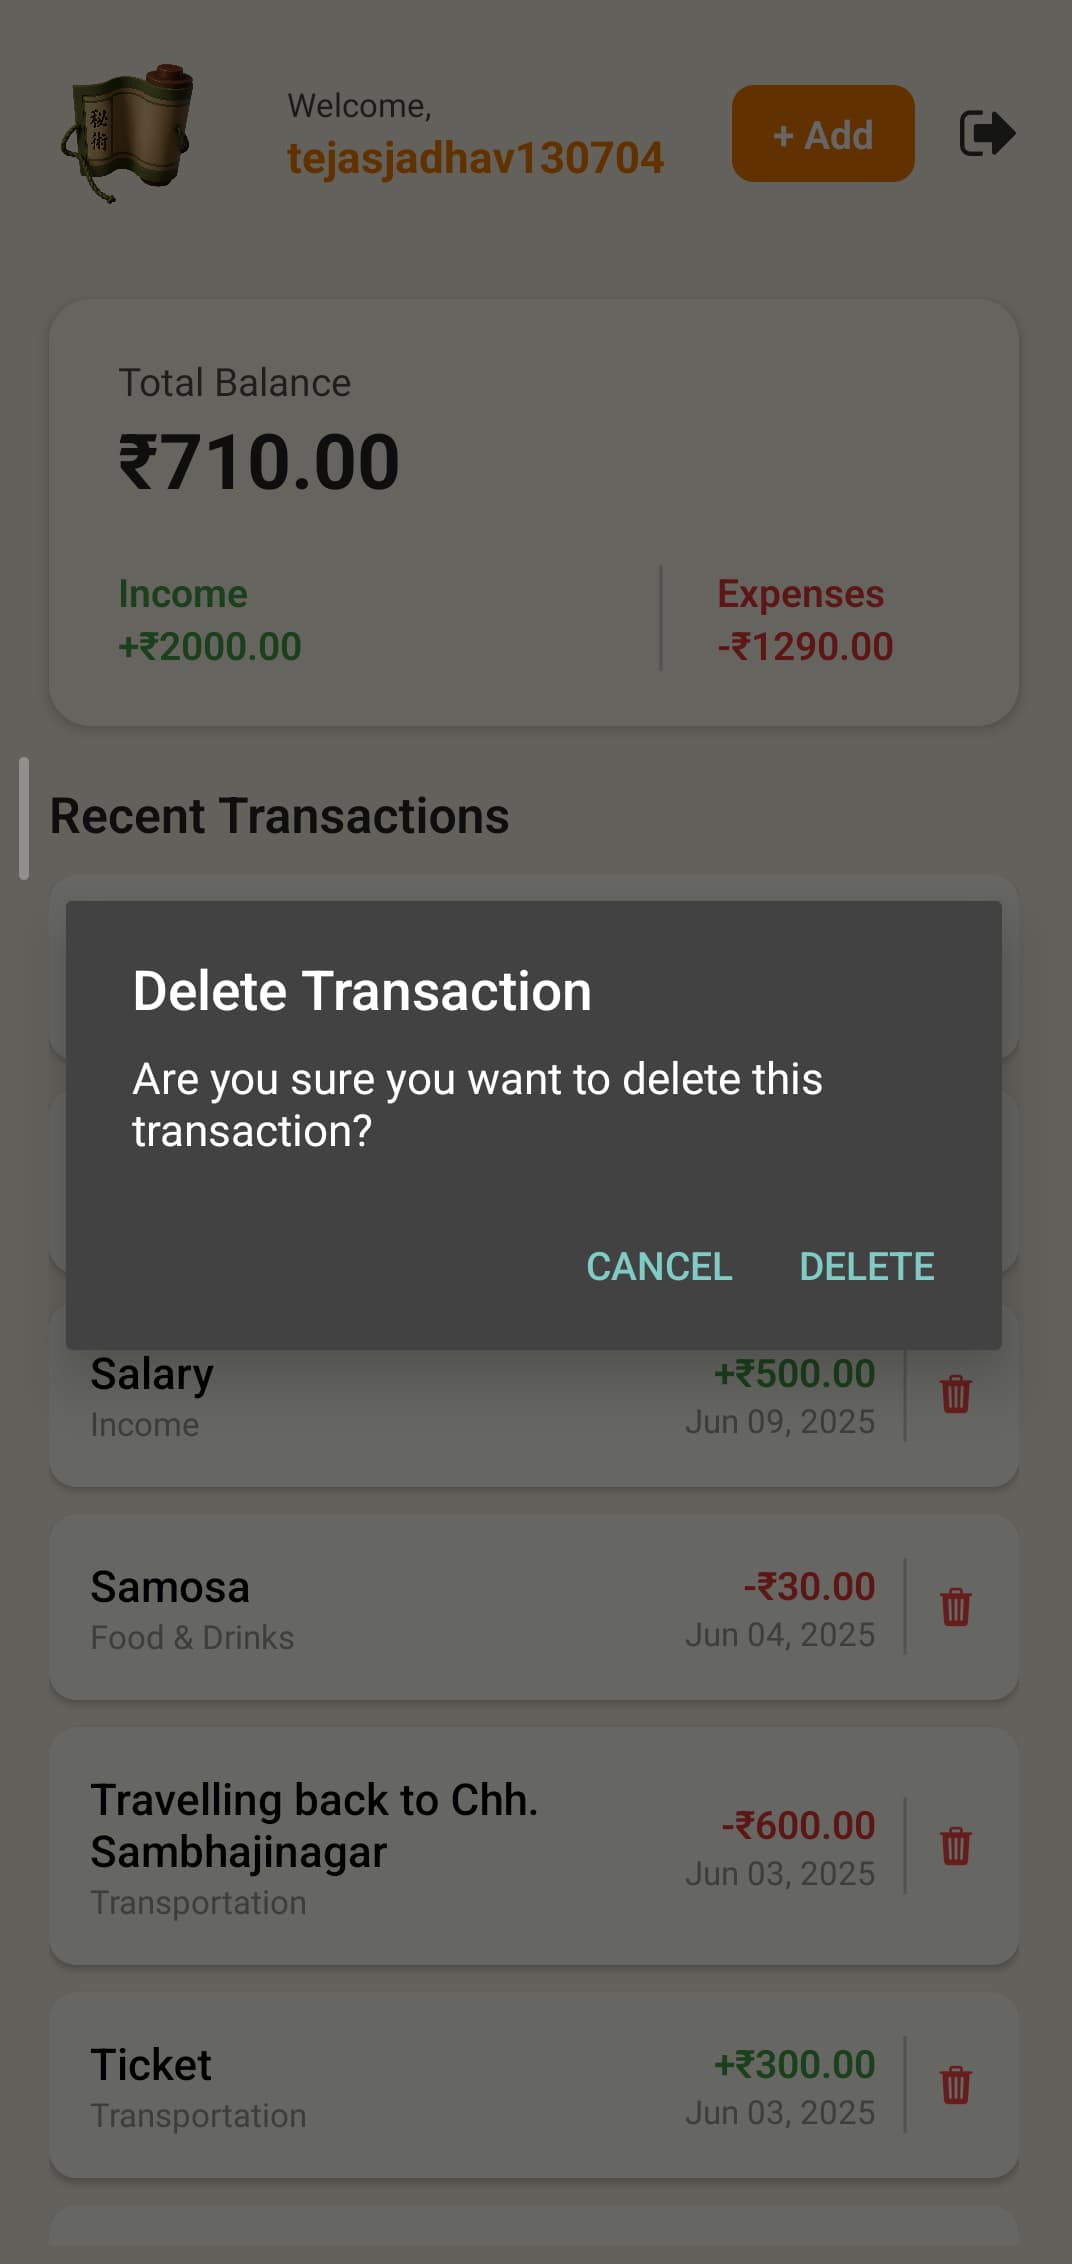 秘術
Welcome,
tejasjadhav130704
+ Add
Total Balance
₹710.00
Income
+₹2000.00
Expenses
-₹1290.00
Recent Transactions
Delete Transaction
Are you sure you want to delete this
transaction?
CANCEL
DELETE
Salary
Income
+₹500.00
Jun 09, 2025
Samosa
Food & Drinks
-₹30.00
Jun 04, 2025
Travelling back to Chh.
Sambhajinagar
Transportation
-₹600.00
Jun 03, 2025
Ticket
Transportation
+₹300.00
Jun 03, 2025